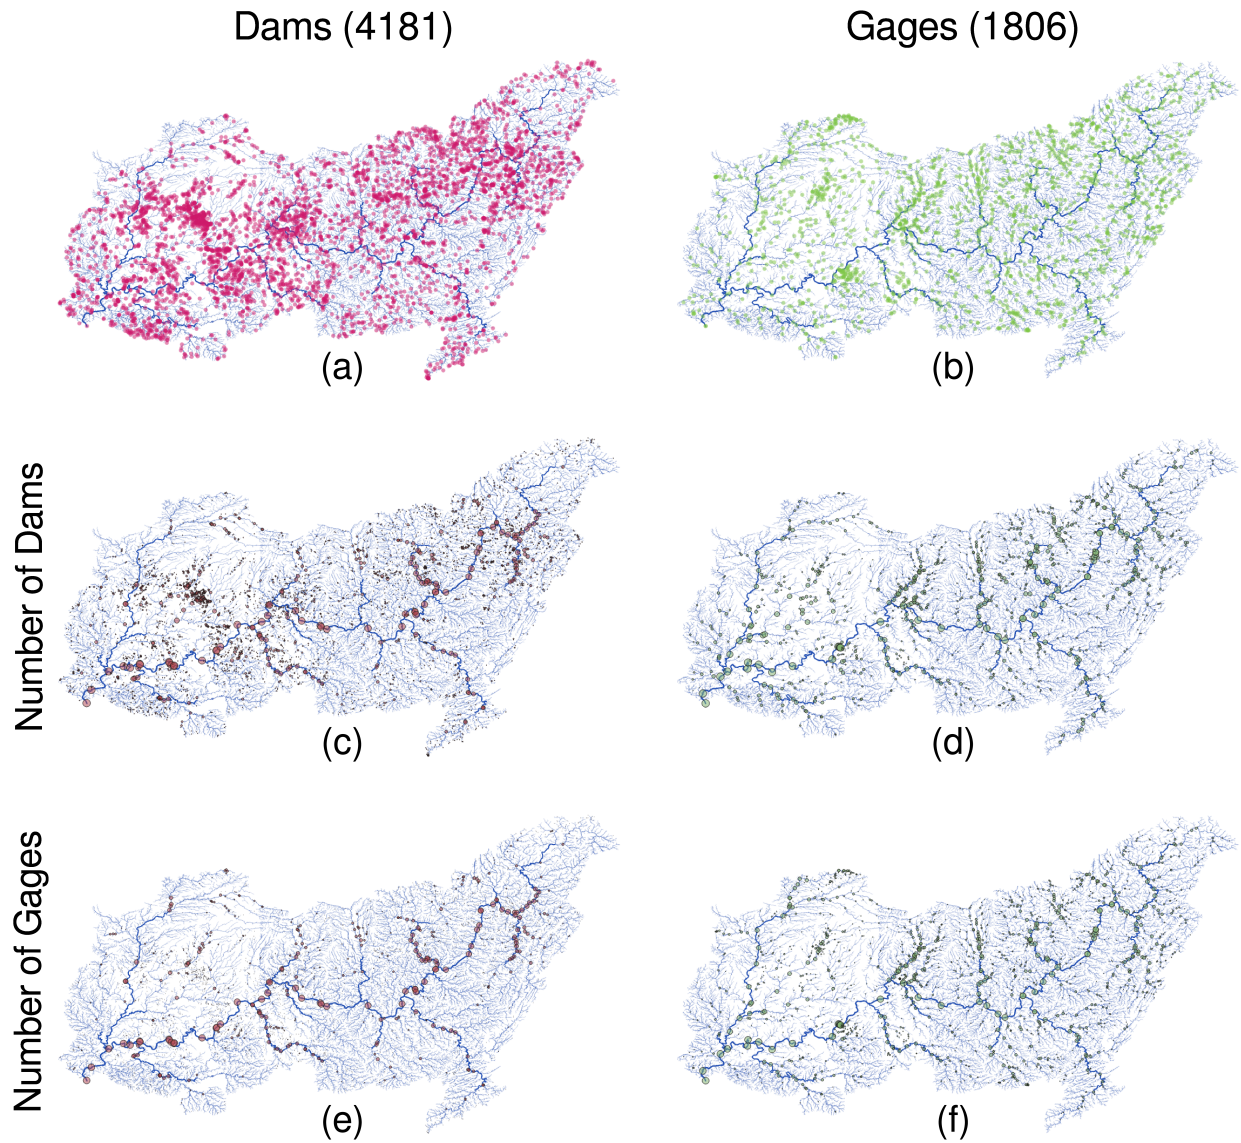 Dams (4181)
Gages (1806)
(a)
(b)
Number of Dams
(c)
(d)
Number of Gages
(e)
(f)